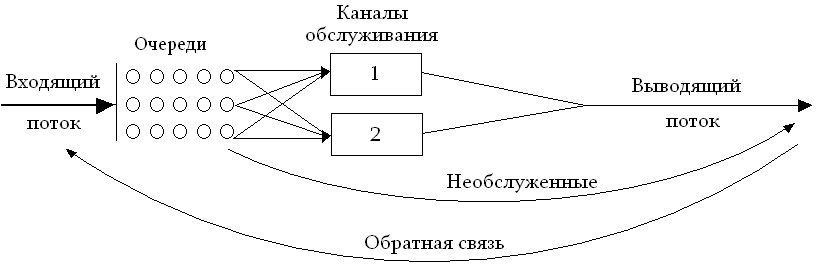 Каналы
обслуживания
Очереди
Входящий
поток
1
2
Выводящий
поток
Необслуженные
Обратная связь